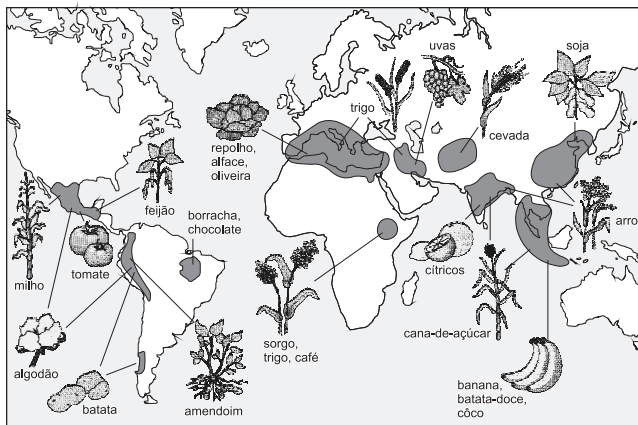 uvas
soja
trigo
cevada
repolho,
alface,
oliveira
feijão
borracha,
chocolate
arro
milho
tomate
cítricos
sorgo,
trigo, café
cana-de-açúcar
algodão
batata
amendoim
banana,
batata-doce,
côco